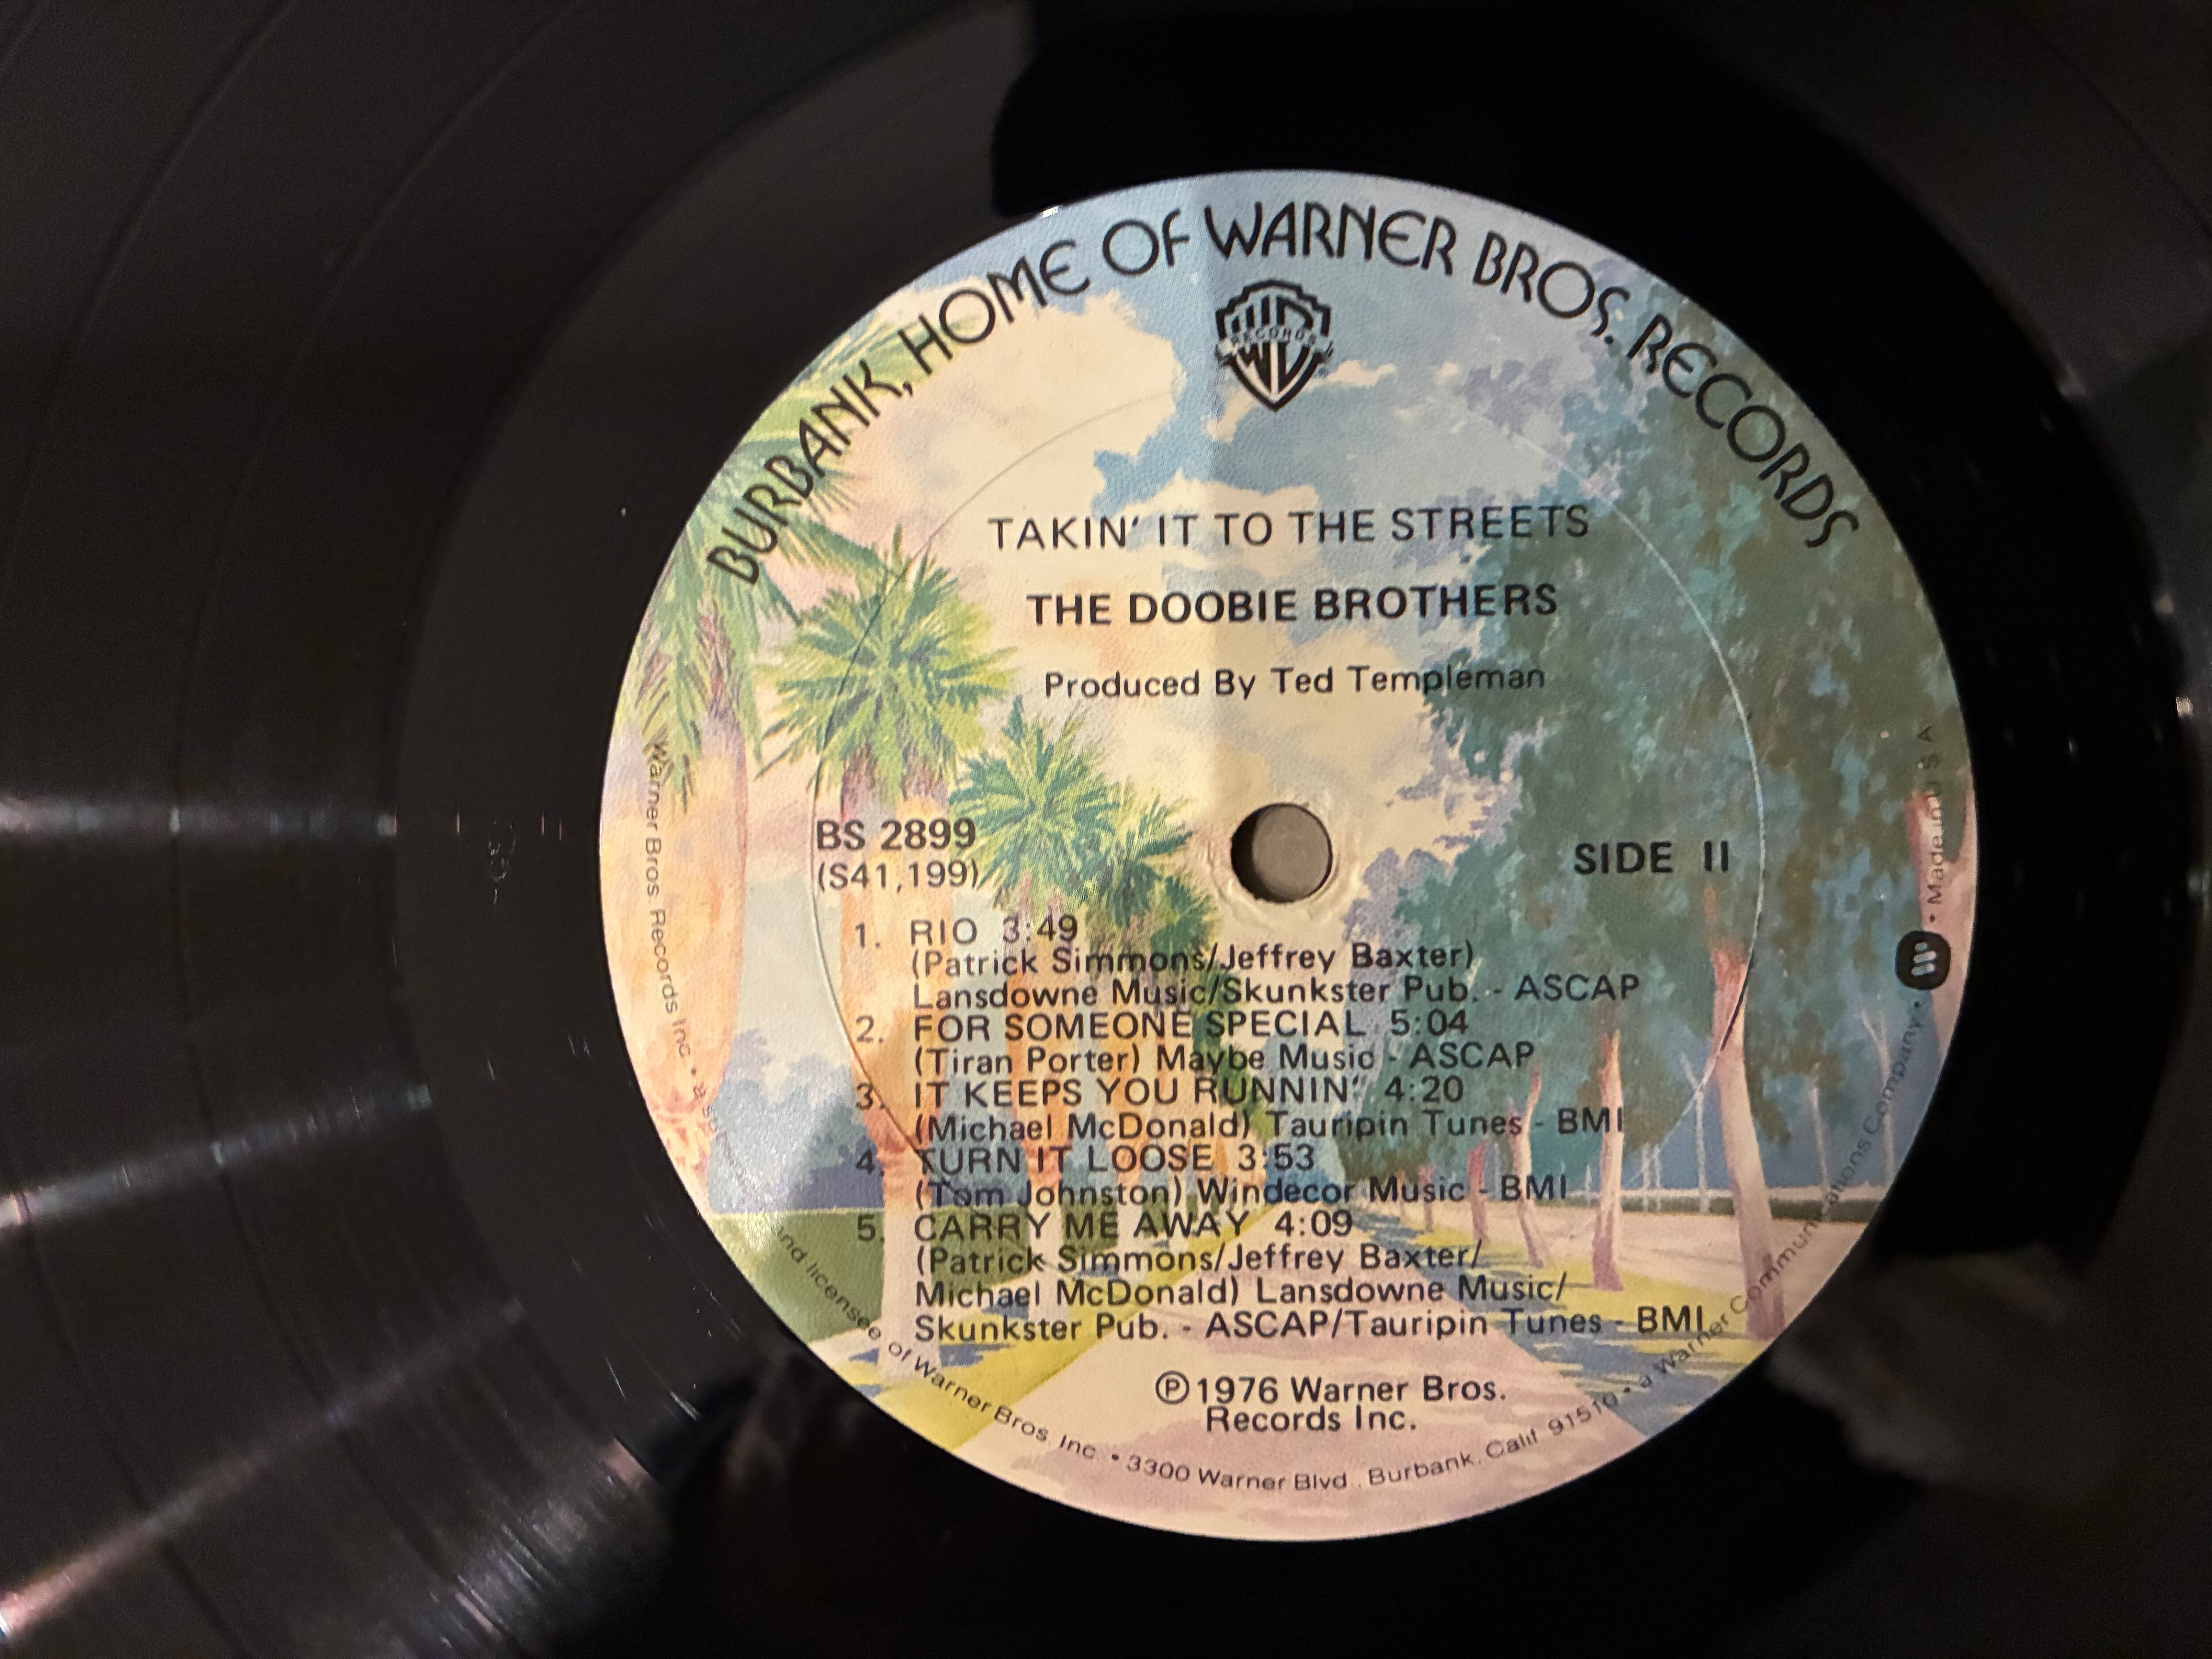 BURBANK, HOME OF WARNER BROS. RECORDS
WB
RECORDS
TAKIN' IT TO THE STREETS
THE DOOBIE BROTHERS
Produced By Ted Templeman
BS 2899
(S41,199)
SIDE II
1. RIO 3:49
(Patrick Simmons/Jeffrey Baxter)
Lansdowne Music/Skunkster Pub. - ASCAP
2. FOR SOMEONE SPECIAL 5:04
(Tiran Porter) Maybe Music - ASCAP
3. IT KEEPS YOU RUNNIN' 4:20
(Michael McDonald) Tauripin Tunes - BMI
4. TURN IT LOOSE 3:53
(Tom Johnston) Windecor Music - BMI
5. CARRY ME AWAY 4:09
(Patrick Simmons/Jeffrey Baxter/
Michael McDonald) Lansdowne Music/
Skunkster Pub. - ASCAP/Tauripin Tunes - BMI
Ⓟ1976 Warner Bros.
Records Inc.
Warner Bros. Records Inc. • a and licensee of Warner Bros. Inc. • 3300 Warner Blvd., Burbank, Calif. 91510 • a Warner Communications Company • • Made in U S A